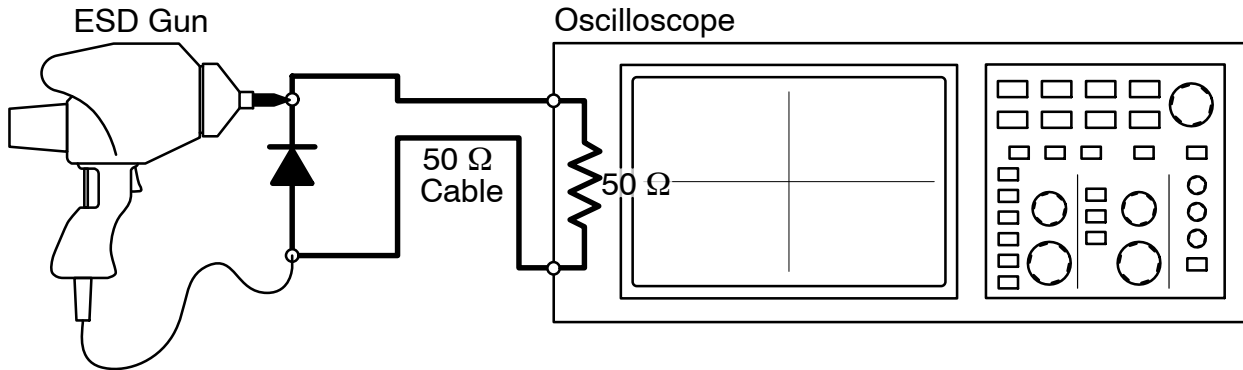 ESD Gun
Oscilloscope
50 Ω
Cable
50 Ω